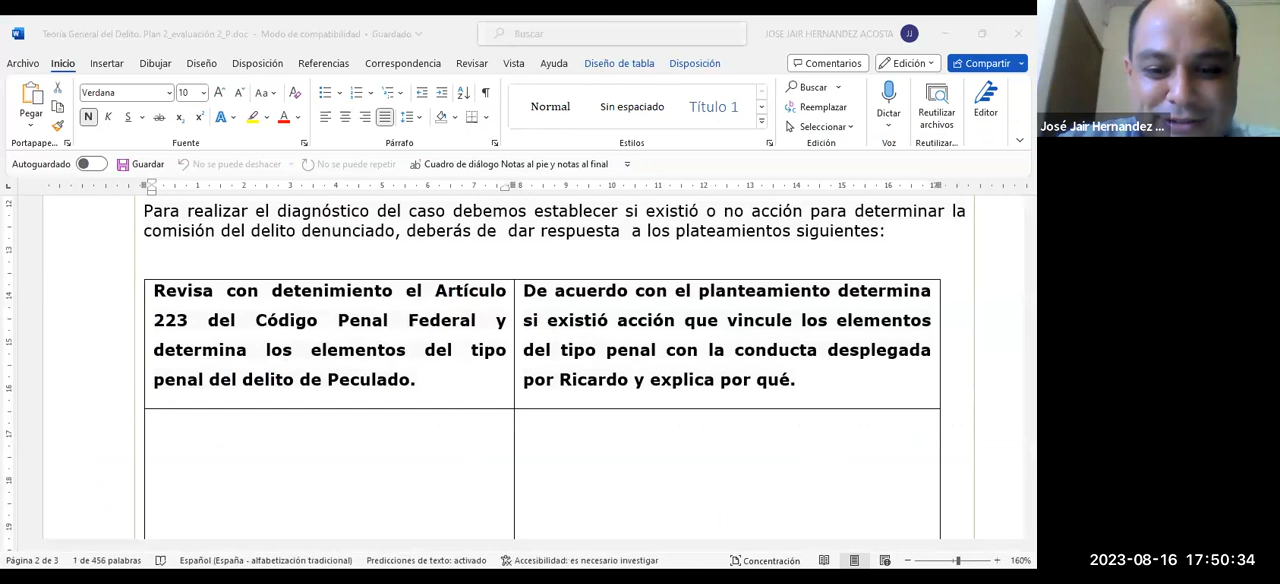 Teoría General del Delito. Plan 2_evaluación 2_P.doc - Modo de compatibilidad • Guardado
Buscar
JOSE JAIR HERNANDEZ ACOSTA
JJ
Archivo Inicio Insertar Dibujar Diseño Disposición Referencias Correspondencia Revisar Vista Ayuda Diseño de tabla Disposición
Comentarios Edición Compartir
Pegar
Verdana 10
Normal Sin espaciado Título 1
Buscar
Reemplazar
Seleccionar
Dictar
Reutilizar archivos
Editor
Portapape... Fuente Párrafo Estilos Edición Voz Reutilizar... Editor
Autoguardado Guardar No se puede deshacer No se puede repetir Cuadro de diálogo Notas al pie y notas al final
Para realizar el diagnóstico del caso debemos establecer si existió o no acción para determinar la
comisión del delito denunciado, deberás de dar respuesta a los plateamientos siguientes:
Revisa con detenimiento el Artículo
223 del Código Penal Federal y
determina los elementos del tipo
penal del delito de Peculado.
De acuerdo con el planteamiento determina
si existió acción que vincule los elementos
del tipo penal con la conducta desplegada
por Ricardo y explica por qué.
Página 2 de 3 1 de 456 palabras Español (España - alfabetización tradicional) Predicciones de texto: activado Accesibilidad: es necesario investigar Concentración 160%
José Jair Hernandez ...
2023-08-16 17:50:34